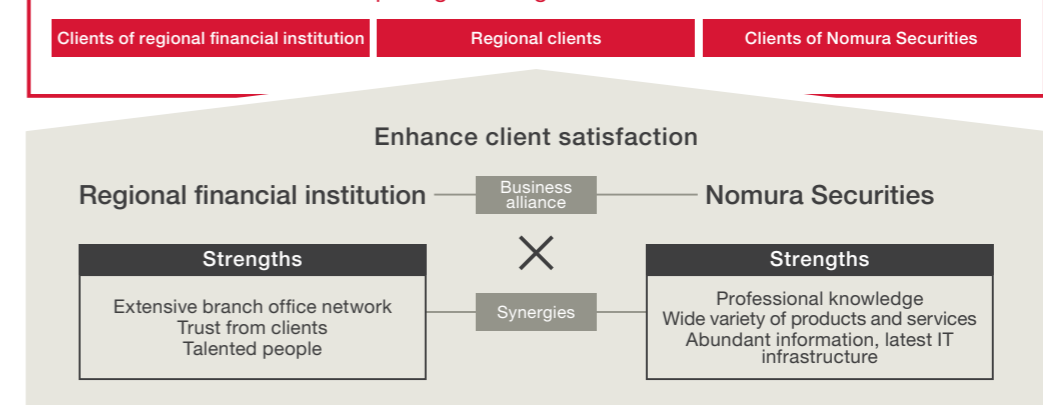 Clients of regional financial institution
Regional clients
Clients of Nomura Securities
Enhance client satisfaction
Regional financial institution
Business
alliance
Nomura Securities
Strengths
Extensive branch office network
Trust from clients
Talented people
Synergies
Strengths
Professional knowledge
Wide variety of products and services
Abundant information, latest IT
infrastructure